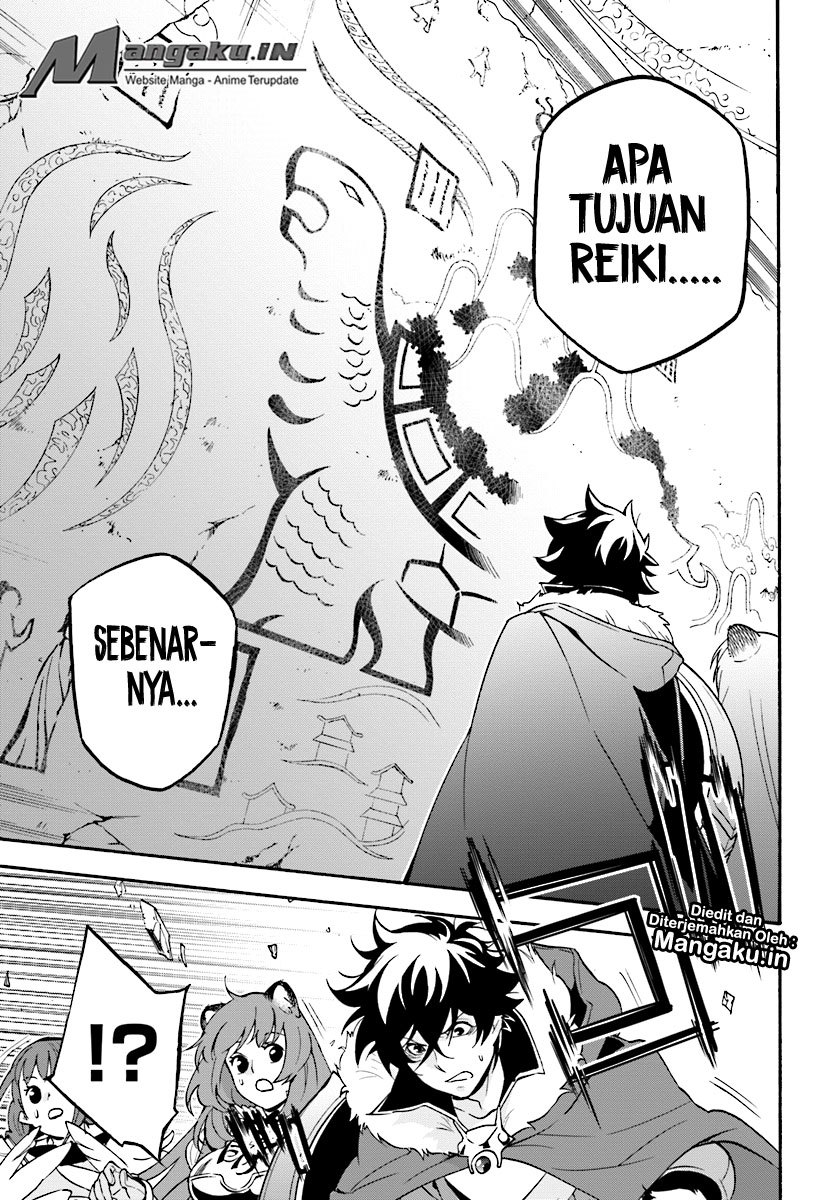 Mangaku.iN
Website Manga - Anime Terupdate
APA
TUJUAN
REIKI.....
SEBENAR-
NYA...
Diedit dan
Diterjemahkan Oleh :
Mangaku.in
!?